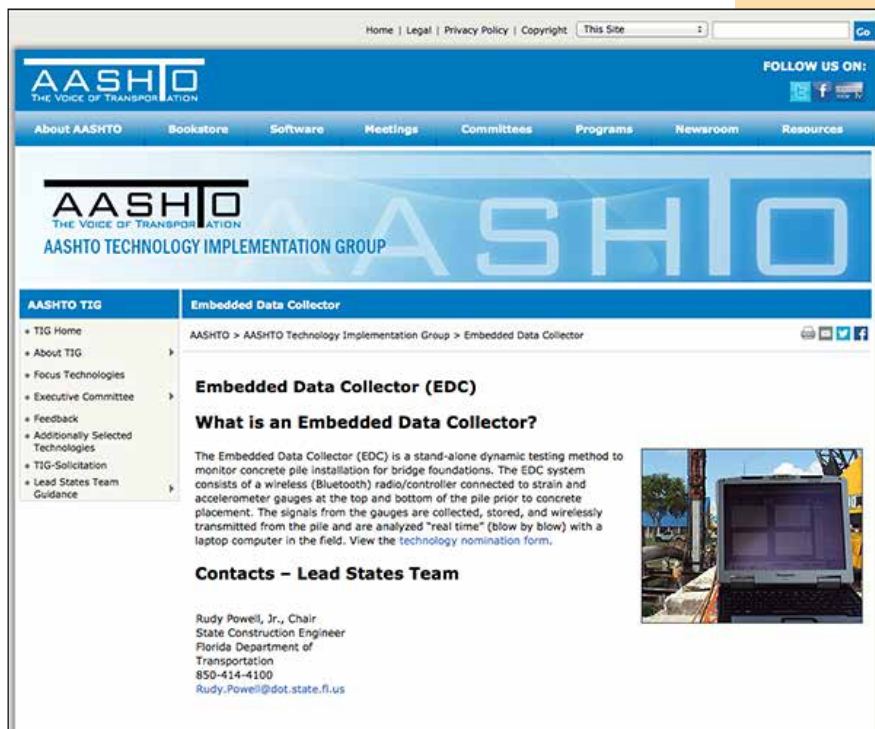 Home | Legal | Privacy Policy | Copyright This Site Go
AASHTO
THE VOICE OF TRANSPORTATION
FOLLOW US ON:
About AASHTO Bookstore Software Meetings Committees Programs Newsroom Resources
AASHTO
THE VOICE OF TRANSPORTATION
AASHTO TECHNOLOGY IMPLEMENTATION GROUP
AASHTO
AASHTO TIG
• TIG Home
• About TIG
• Focus Technologies
• Executive Committee
• Feedback
• Additionally Selected
Technologies
• TIG-Solicitation
• Lead States Team
Guidance
Embedded Data Collector
AASHTO > AASHTO Technology Implementation Group > Embedded Data Collector
Embedded Data Collector (EDC)
What is an Embedded Data Collector?
The Embedded Data Collector (EDC) is a stand-alone dynamic testing method to
monitor concrete pile installation for bridge foundations. The EDC system
consists of a wireless (Bluetooth) radio/controller connected to strain and
accelerometer gauges at the top and bottom of the pile prior to concrete
placement. The signals from the gauges are collected, stored, and wirelessly
transmitted from the pile and are analyzed "real time" (blow by blow) with a
laptop computer in the field. View the technology nomination form.
Contacts – Lead States Team
Rudy Powell, Jr., Chair
State Construction Engineer
Florida Department of
Transportation
850-414-4100
Rudy.Powell@dot.state.fl.us